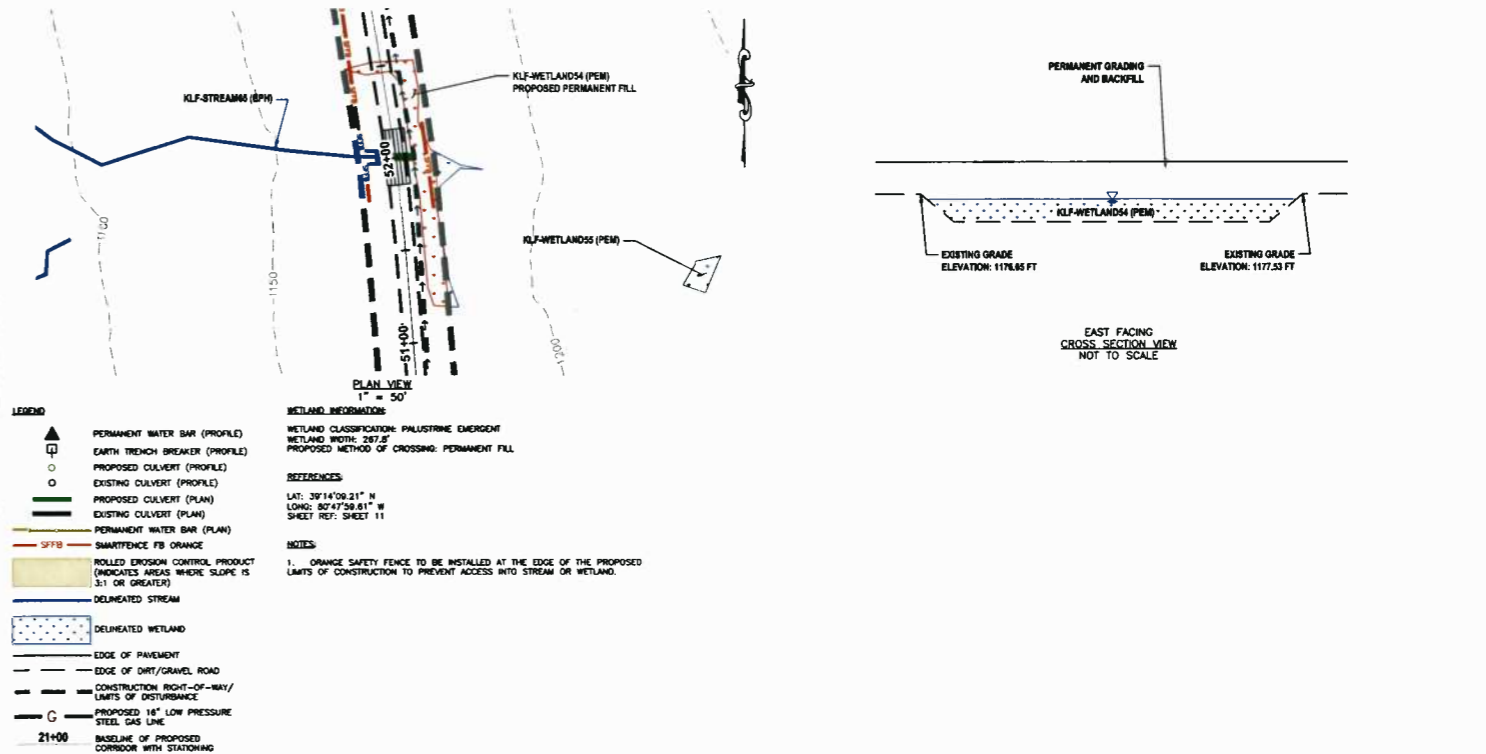 KLF-WETLAND54 (PEM)
PROPOSED PERMANENT FILL
KLF-STREAM65 (EPH)
52+00
KLF-WETLAND55 (PEM)
51+00
1150
1200
PLAN VIEW
1" = 50'
PERMANENT GRADING
AND BACKFILL
KLF-WETLAND54 (PEM)
EXISTING GRADE
ELEVATION: 1176.65 FT
EXISTING GRADE
ELEVATION: 1177.53 FT
EAST FACING
CROSS SECTION VIEW
NOT TO SCALE
LEGEND
PERMANENT WATER BAR (PROFILE)
EARTH TRENCH BREAKER (PROFILE)
PROPOSED CULVERT (PROFILE)
EXISTING CULVERT (PROFILE)
PROPOSED CULVERT (PLAN)
EXISTING CULVERT (PLAN)
PERMANENT WATER BAR (PLAN)
SFFB
SMARTFENCE FB ORANGE
ROLLED EROSION CONTROL PRODUCT
(INDICATES AREAS WHERE SLOPE IS
3:1 OR GREATER)
DELINEATED STREAM
DELINEATED WETLAND
EDGE OF PAVEMENT
EDGE OF DIRT/GRAVEL ROAD
CONSTRUCTION RIGHT-OF-WAY/
LIMITS OF DISTURBANCE
G
PROPOSED 16" LOW PRESSURE
STEEL GAS LINE
21+00
BASELINE OF PROPOSED
CORRIDOR WITH STATIONING
WETLAND INFORMATION:
WETLAND CLASSIFICATION: PALUSTRINE EMERGENT
WETLAND WIDTH: 267.8'
PROPOSED METHOD OF CROSSING: PERMANENT FILL
REFERENCES:
LAT: 39°14'09.21" N
LONG: 80°47'59.61" W
SHEET REF: SHEET 11
NOTES:
1. ORANGE SAFETY FENCE TO BE INSTALLED AT THE EDGE OF THE PROPOSED
LIMITS OF CONSTRUCTION TO PREVENT ACCESS INTO STREAM OR WETLAND.